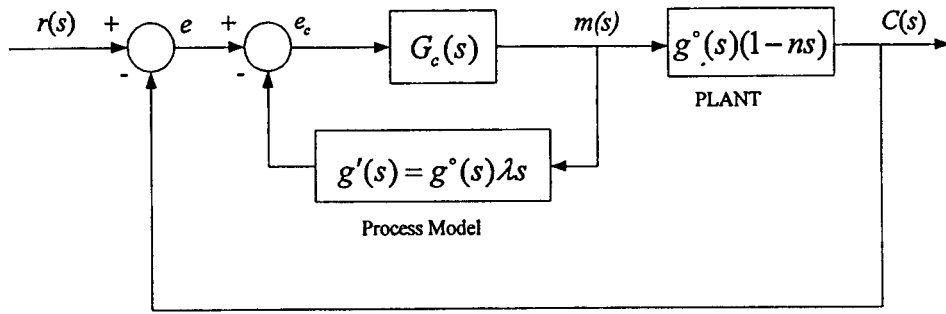 r(s) + e + e_c m(s) C(s)
G_c(s) g°(s)(1-ns)
- -
PLANT
g'(s) = g°(s)λs
Process Model